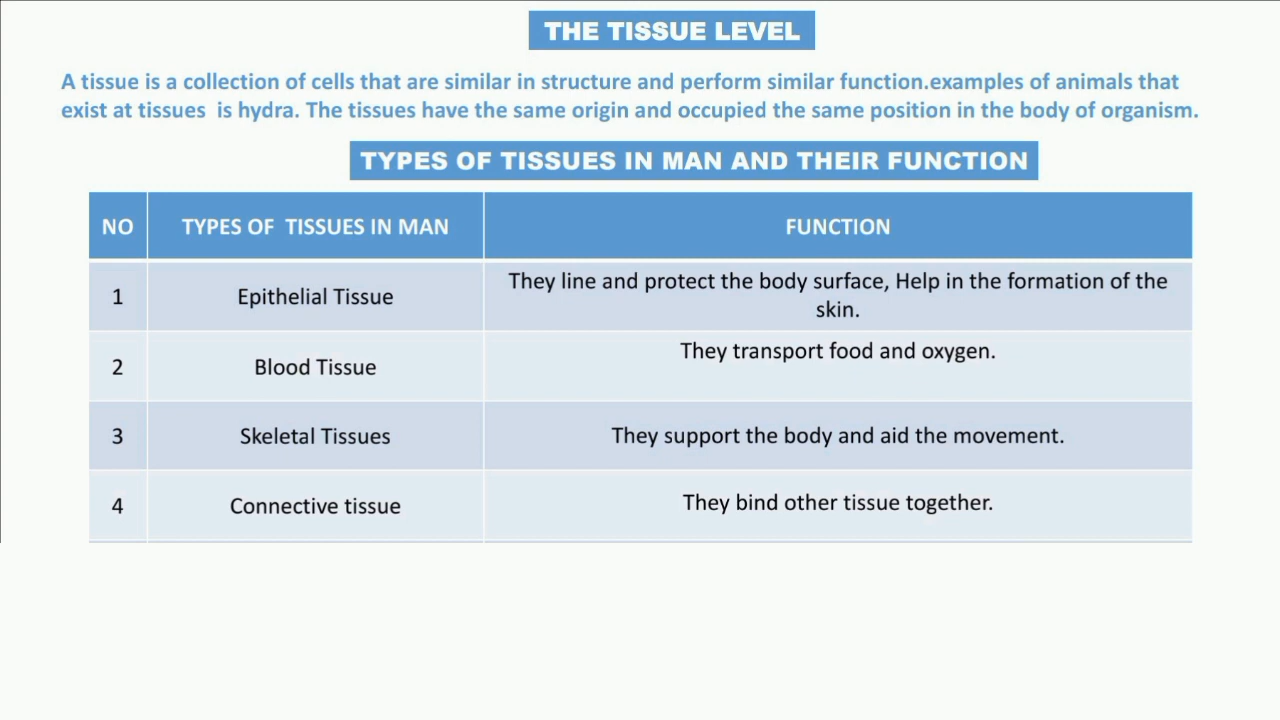 THE TISSUE LEVEL
A tissue is a collection of cells that are similar in structure and perform similar function.examples of animals that
exist at tissues  is hydra. The tissues have the same origin and occupied the same position in the body of organism.
TYPES OF TISSUES IN MAN AND THEIR FUNCTION
NO TYPES OF  TISSUES IN MAN FUNCTION
1 Epithelial Tissue They line and protect the body surface, Help in the formation of the
skin.
2 Blood Tissue They transport food and oxygen.
3 Skeletal Tissues They support the body and aid the movement.
4 Connective tissue They bind other tissue together.